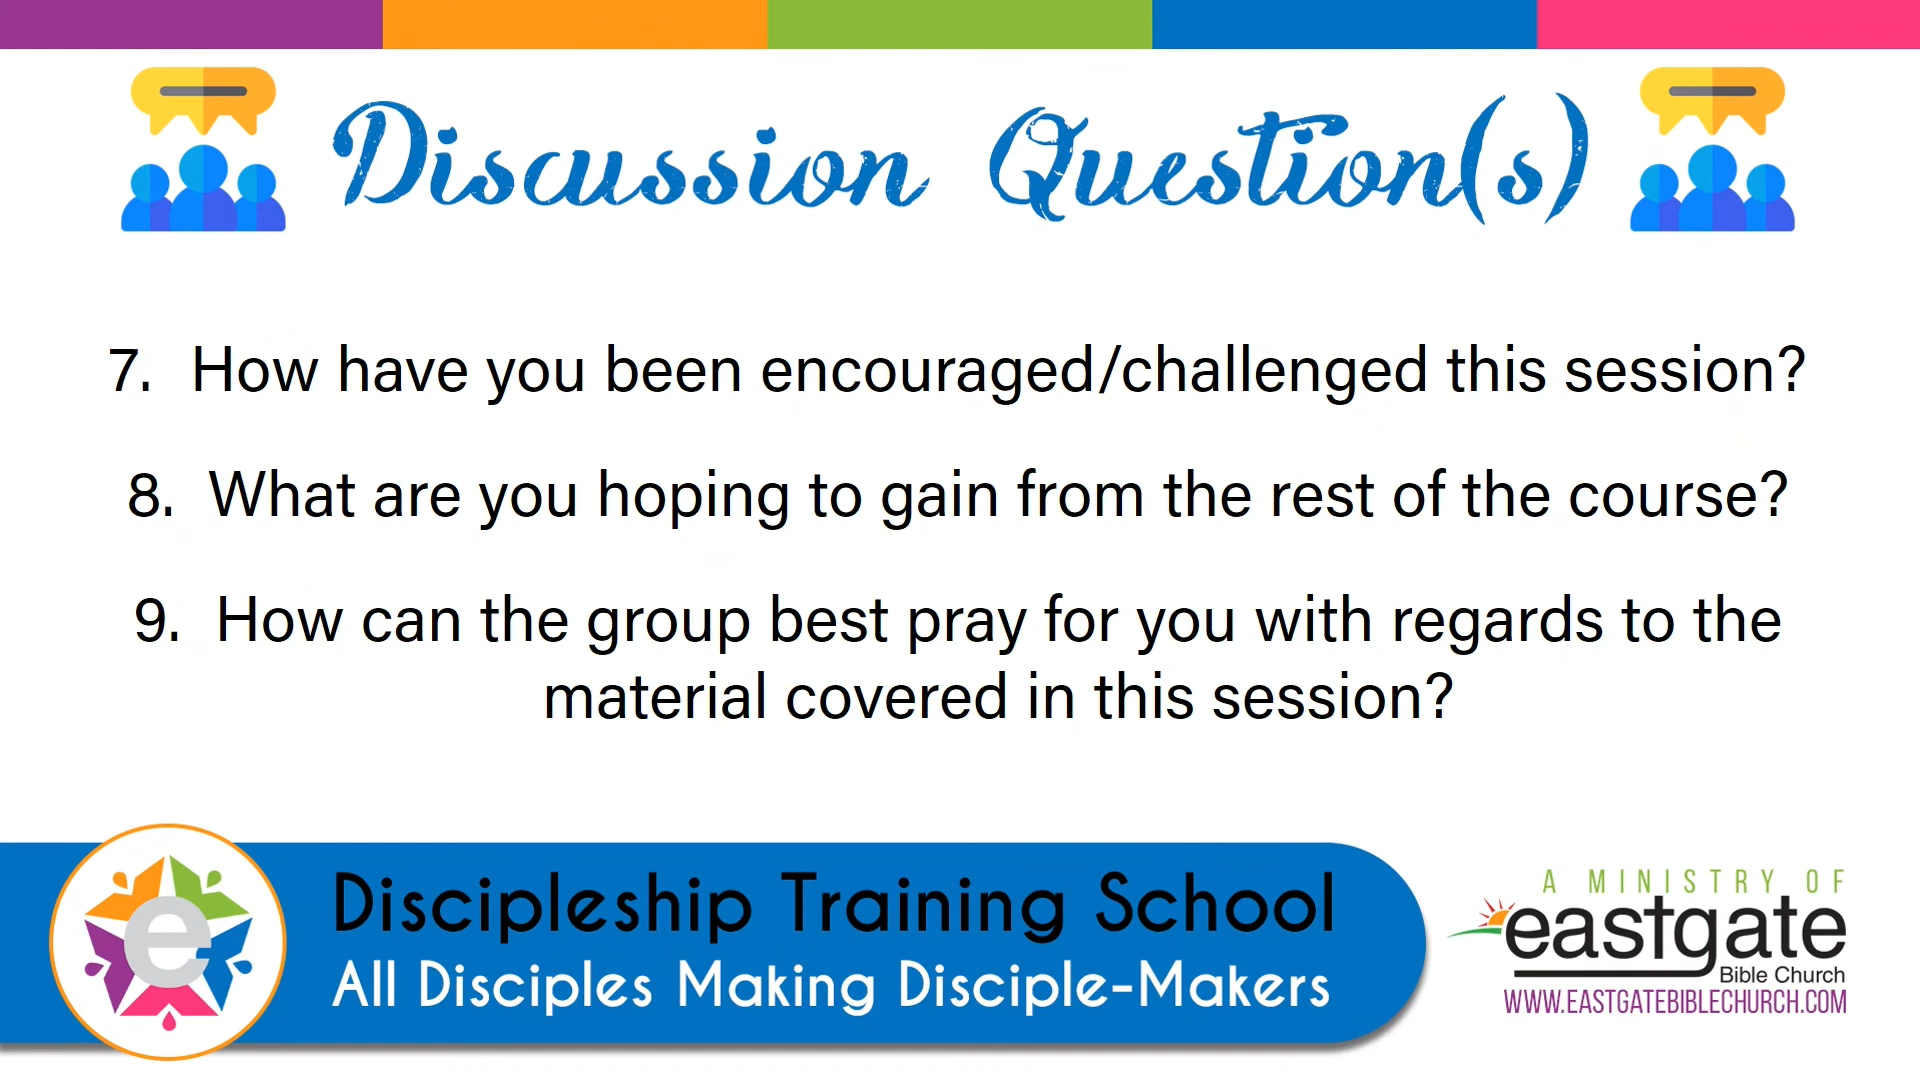 Discussion Question(s)
7. How have you been encouraged/challenged this session?
8. What are you hoping to gain from the rest of the course?
9. How can the group best pray for you with regards to the
material covered in this session?
e
Discipleship Training School
All Disciples Making Disciple-Makers
A MINISTRY OF
eastgate
Bible Church
WWW.EASTGATEBIBLECHURCH.COM